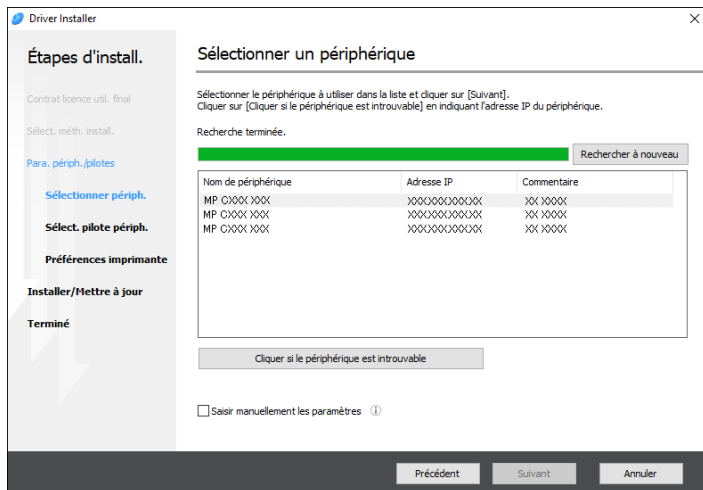 Driver Installer
Étapes d'install.
Contrat licence util. final
Sélect. méth. install.
Para. périph./pilotes
Sélectionner périph.
Sélect. pilote périph.
Préférences imprimante
Installer/Mettre à jour
Terminé
Sélectionner un périphérique
Sélectionner le périphérique à utiliser dans la liste et cliquer sur [Suivant].
Cliquer sur [Cliquer si le périphérique est introuvable] en indiquant l'adresse IP du périphérique.
Recherche terminée.
Rechercher à nouveau
Nom de périphérique Adresse IP Commentaire
MP CXXX XXX XXX.XXX.XXX.XX XX XXXX
MP CXXX XXX XXX.XXX.XXX.XX XX XXXX
MP CXXX XXX XXX.XXX.XXX.XX XX XXXX
Cliquer si le périphérique est introuvable
Saisir manuellement les paramètres
Précédent Suivant Annuler